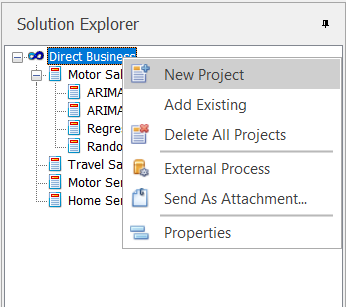 Solution Explorer
Direct Business
Motor Sal
ARIMA
ARIMA
Regres
Rando
Travel Sa
Motor Ser
Home Ser
New Project
Add Existing
Delete All Projects
External Process
Send As Attachment...
Properties